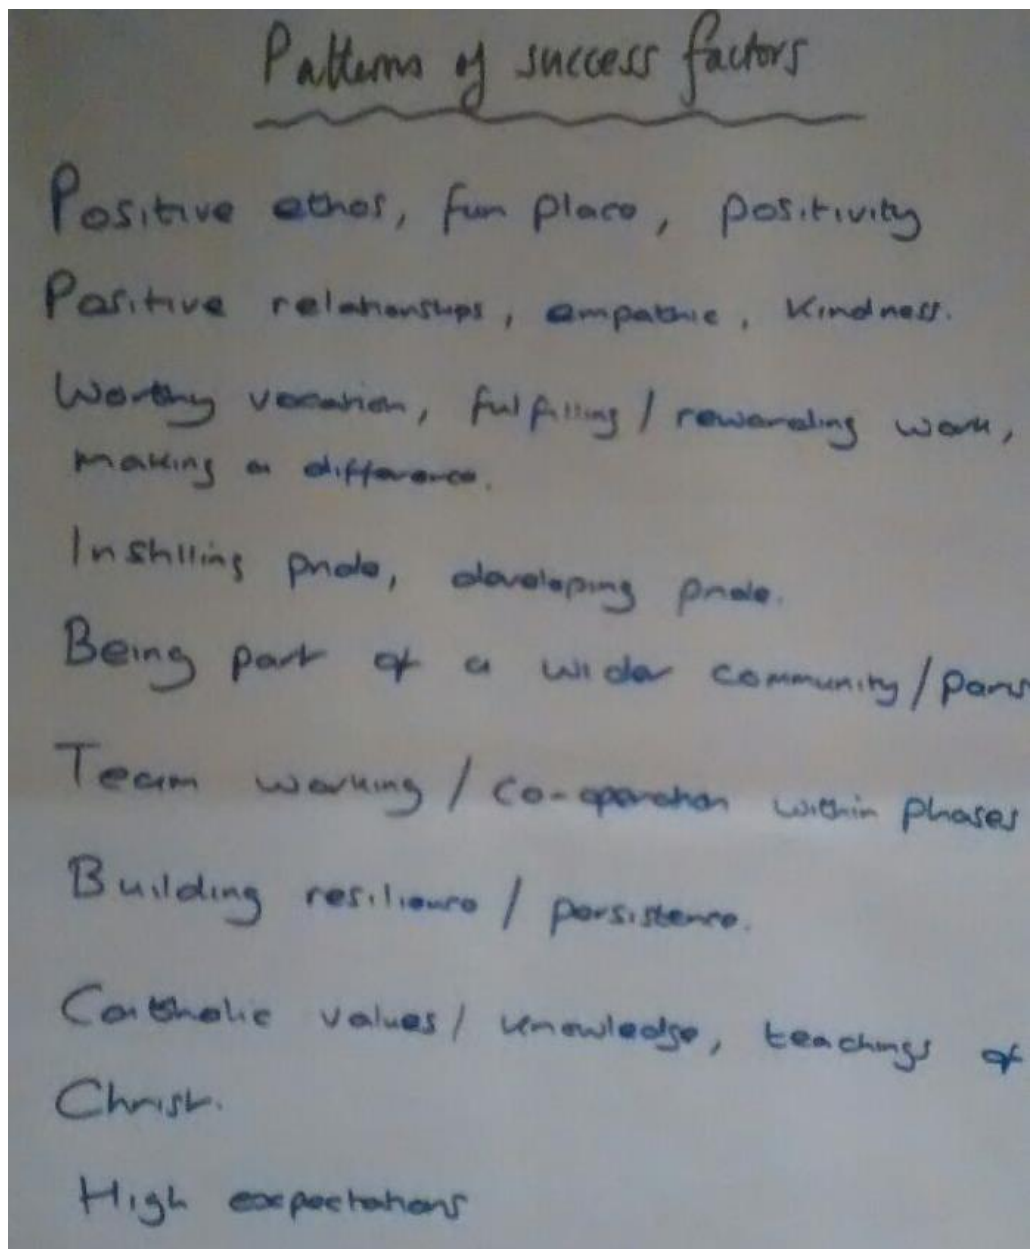 Patterns of success factors
Positive ethos, fun place, positivity
Positive relationships, empathic, kindness.
Worthy vocation, fulfilling / rewarding work,
making a difference.
Instilling pride, developing pride.
Being part of a wider community / paris
Team working / co-operation within phases
Building resilience / persistence.
Catholic values / knowledge, teachings of
Christ.
High expectations